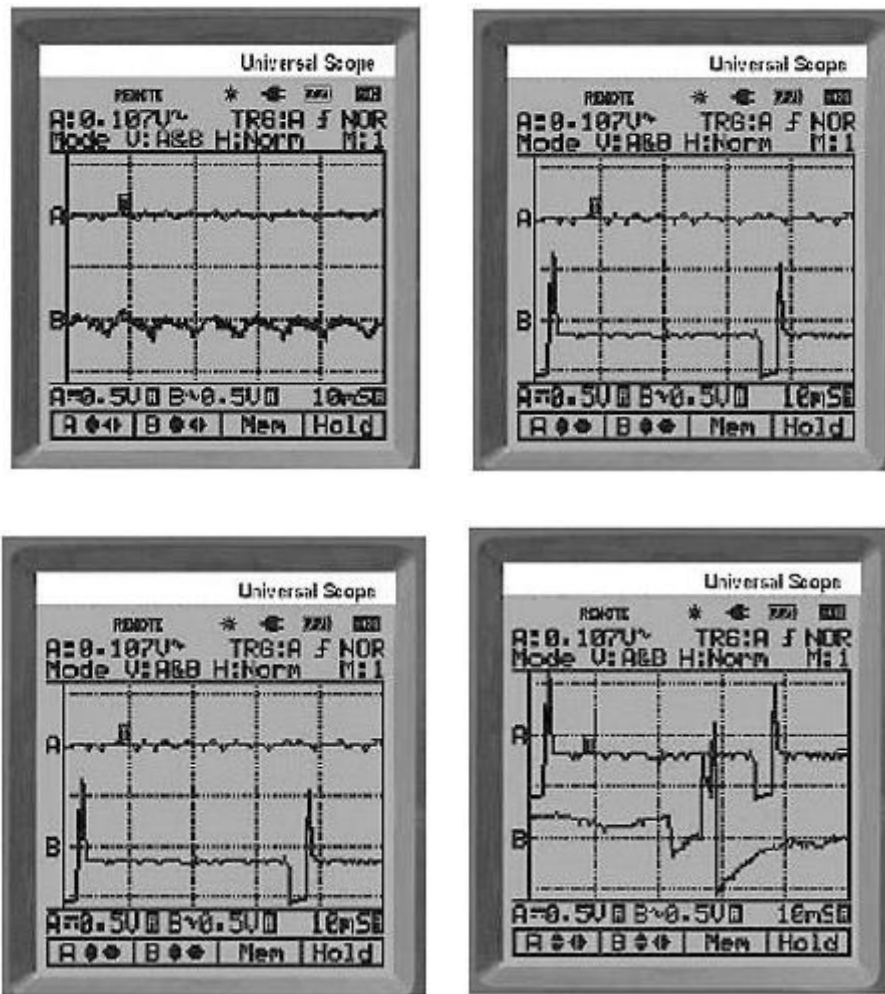 Universal Scope
REMOTE
A:0.107V~ TRG:A ƒ NOR
Mode V:A&B H:Norm M:1
A
B
A=0.5V B~0.5V 10mS
A B Mem Hold
Universal Scope
REMOTE
A:0.107V~ TRG:A ƒ NOR
Mode V:A&B H:Norm M:1
A
B
A=0.5V B~0.5V 10mS
A B Mem Hold
Universal Scope
REMOTE
A:0.107V~ TRG:A ƒ NOR
Mode V:A&B H:Norm M:1
A
B
A=0.5V B~0.5V 10mS
A B Mem Hold
Universal Scope
REMOTE
A:0.107V~ TRG:A ƒ NOR
Mode V:A&B H:Norm M:1
A
B
A=0.5V B~0.5V 10mS
A B Mem Hold